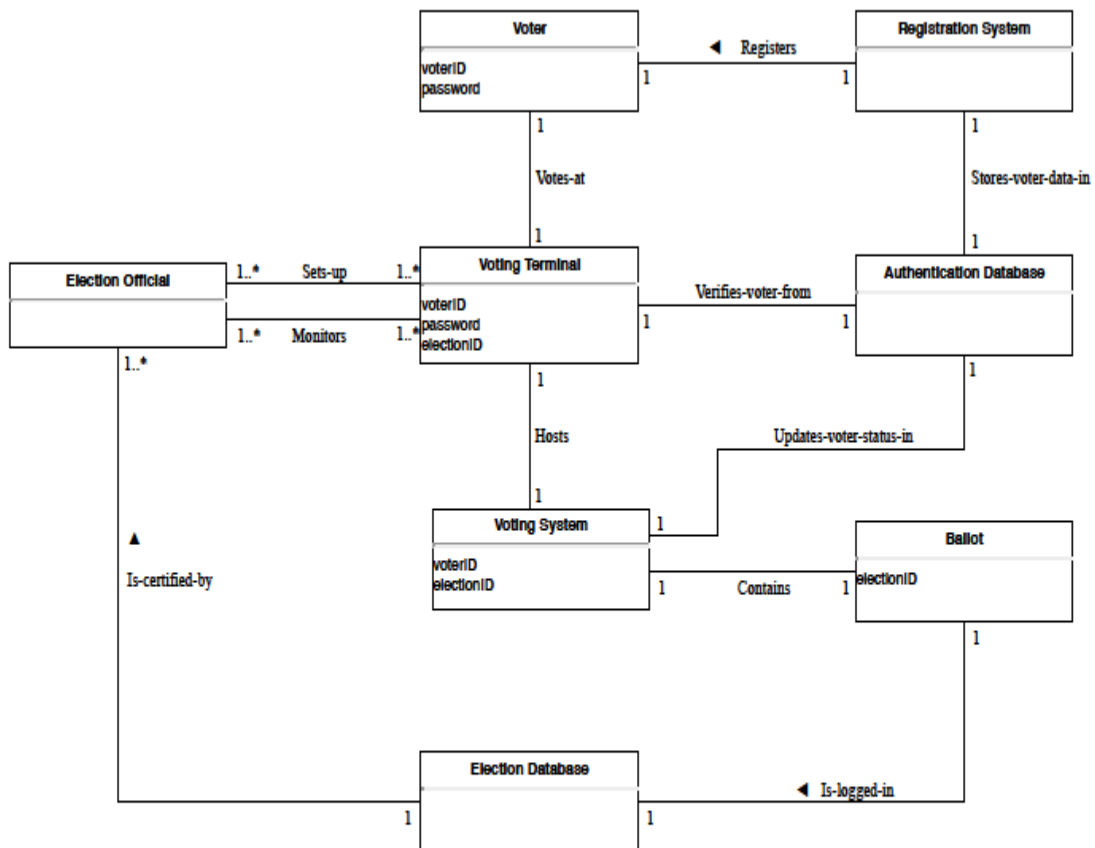 Voter
voterID
password
◄ Registers
1
1
Registration System
1
Votes-at
1
1
Stores-voter-data-in
1
Election Official
1..*
Sets-up
1..*
1..*
Monitors
1..*
Voting Terminal
voterID
password
electionID
Verifies-voter-from
1
1
Authentication Database
1..*
1
Hosts
1
1
Updates-voter-status-in
1
Voting System
voterID
electionID
1
Contains
1
Ballot
electionID
▲
Is-certified-by
1
Election Database
1
1
◄ Is-logged-in